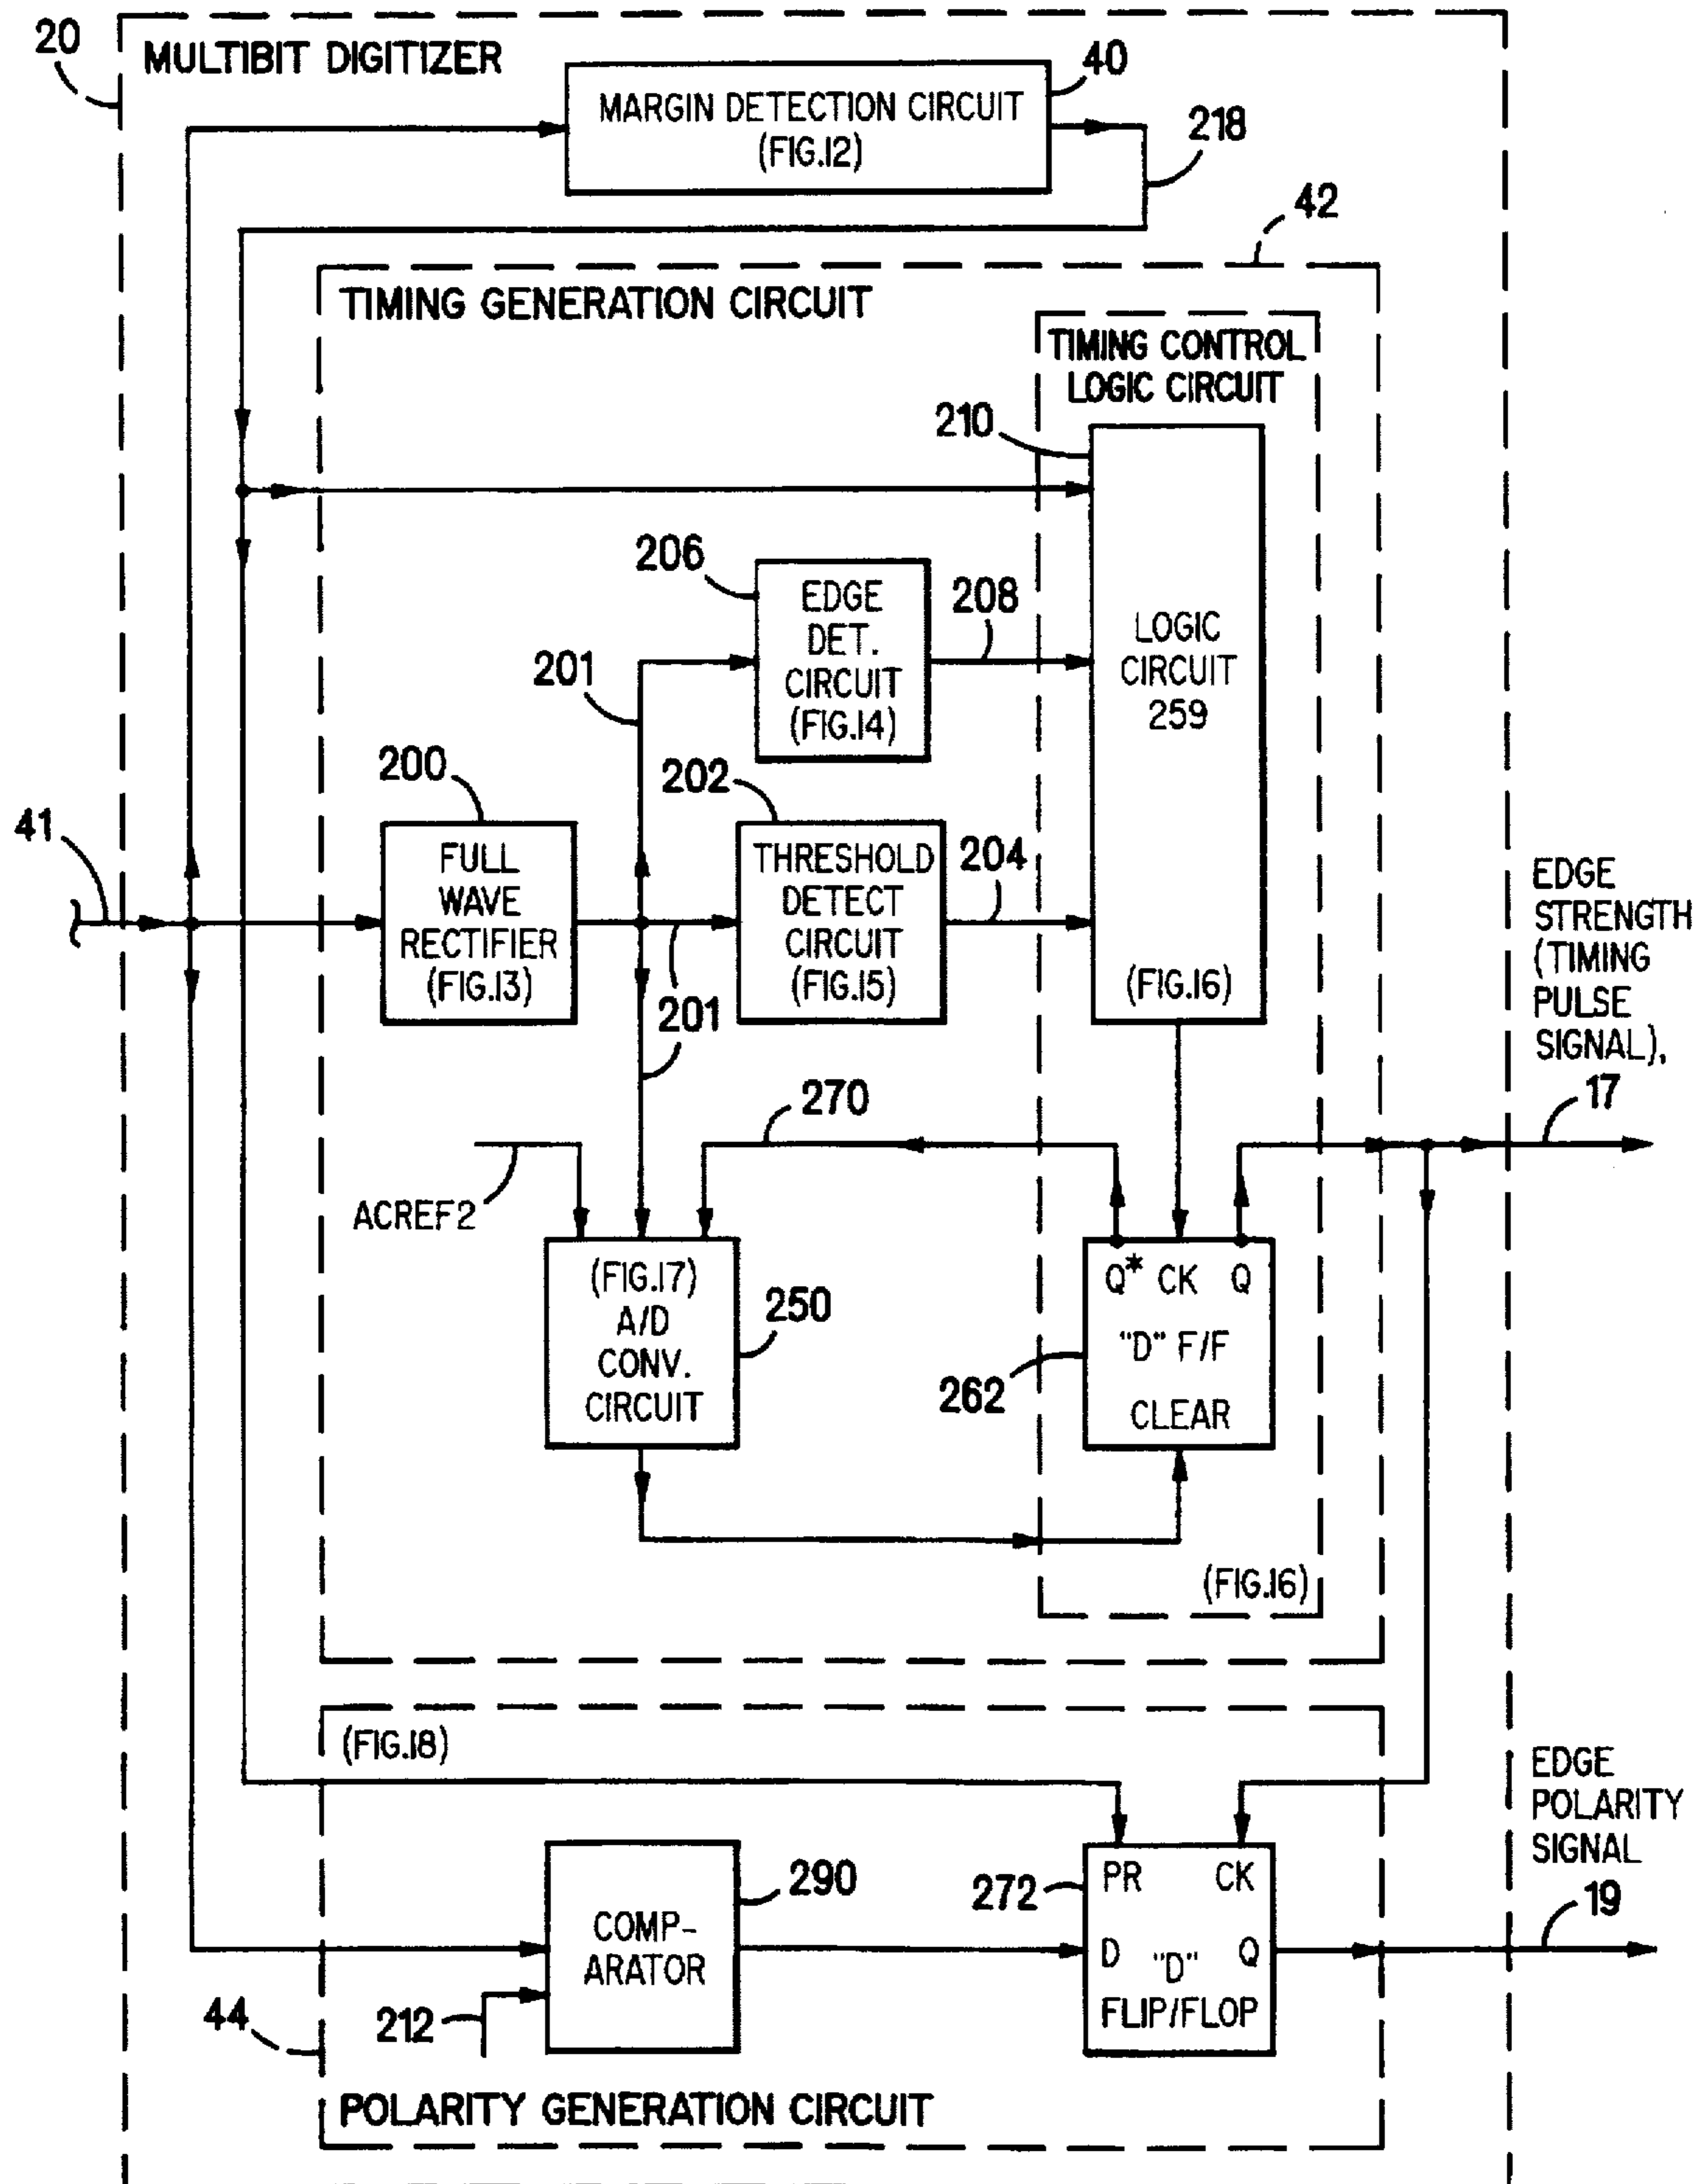 20
MULTIBIT DIGITIZER
40
MARGIN DETECTION CIRCUIT
(FIG.12)
218
42
TIMING GENERATION CIRCUIT
TIMING CONTROL
LOGIC CIRCUIT
210
206
EDGE
DET.
CIRCUIT
(FIG.14)
208
LOGIC
CIRCUIT
259
(FIG.16)
201
200
FULL
WAVE
RECTIFIER
(FIG.13)
202
THRESHOLD
DETECT
CIRCUIT
(FIG.15)
204
41
201
201
EDGE
STRENGTH
(TIMING
PULSE
SIGNAL),
17
270
ACREF2
(FIG.17)
A/D
CONV.
CIRCUIT
250
Q* CK Q
"D" F/F
CLEAR
262
(FIG.16)
(FIG.18)
EDGE
POLARITY
SIGNAL
19
290
COMP-
ARATOR
272
PR CK
D "D" Q
FLIP/FLOP
212
44
POLARITY GENERATION CIRCUIT